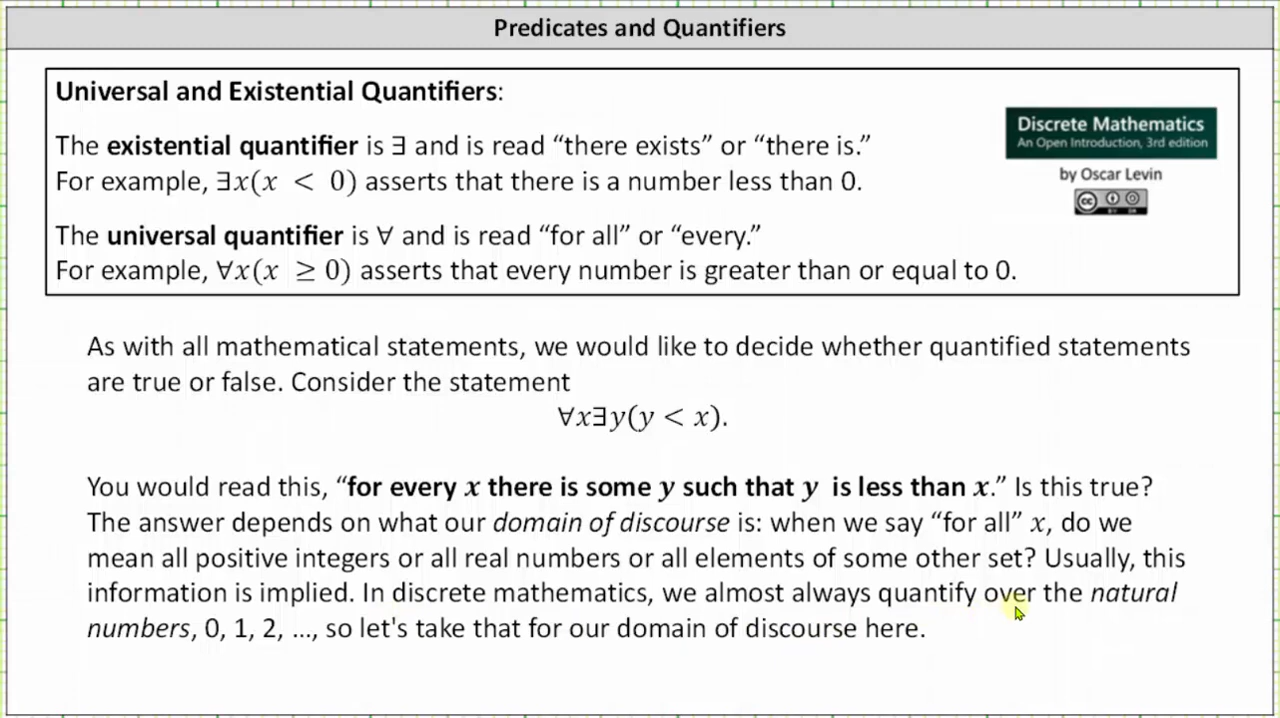 Predicates and Quantifiers
Universal and Existential Quantifiers:
The existential quantifier is ∃ and is read “there exists” or “there is.”
For example, ∃x(x < 0) asserts that there is a number less than 0.
The universal quantifier is ∀ and is read “for all” or “every.”
For example, ∀x(x ≥ 0) asserts that every number is greater than or equal to 0.
Discrete Mathematics
An Open Introduction, 3rd edition
by Oscar Levin
cc
As with all mathematical statements, we would like to decide whether quantified statements
are true or false. Consider the statement
∀x∃y(y < x).
You would read this, “for every x there is some y such that y is less than x.” Is this true?
The answer depends on what our domain of discourse is: when we say “for all” x, do we
mean all positive integers or all real numbers or all elements of some other set? Usually, this
information is implied. In discrete mathematics, we almost always quantify over the natural
numbers, 0, 1, 2, …, so let's take that for our domain of discourse here.